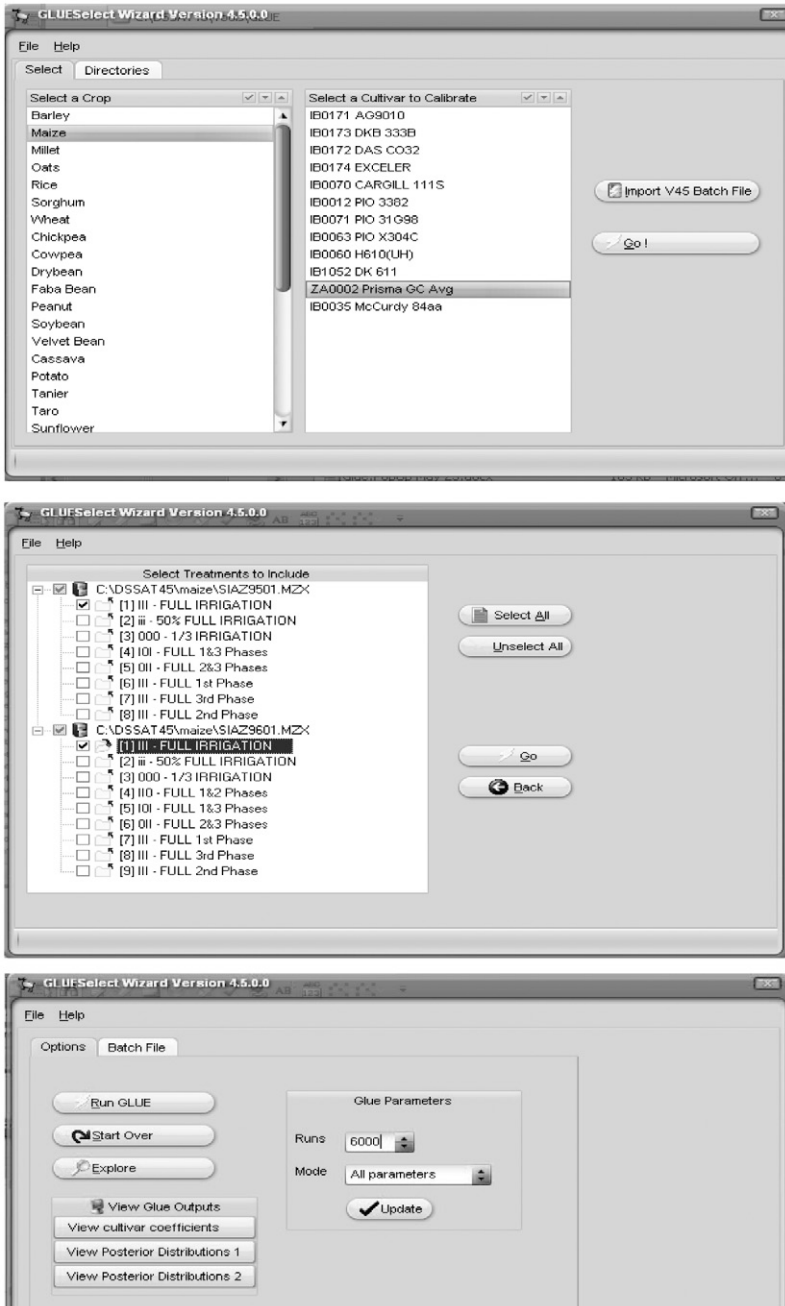 GLUESelect Wizard Version 4.5.0.0
File Help
Select Directories
Select a Crop
Barley
Maize
Millet
Oats
Rice
Sorghum
Wheat
Chickpea
Cowpea
Drybean
Faba Bean
Peanut
Soybean
Velvet Bean
Cassava
Potato
Tanier
Taro
Sunflower
Select a Cultivar to Calibrate
IB0171 AG9010
IB0173 DKB 333B
IB0172 DAS CO32
IB0174 EXCELER
IB0070 CARGILL 111S
IB0012 PIO 3382
IB0071 PIO 31G98
IB0063 PIO X304C
IB0060 H610(UH)
IB1052 DK 611
ZA0002 Prisma GC Avg
IB0035 McCurdy 84aa
Import V45 Batch File
Go !
GLUESelect Wizard Version 4.5.0.0
File Help
Select Treatments to Include
C:\DSSAT45\maize\SIAZ9501.MZX
[1] III - FULL IRRIGATION
[2] iii - 50% FULL IRRIGATION
[3] 000 - 1/3 IRRIGATION
[4] I0I - FULL 1&3 Phases
[5] 0II - FULL 2&3 Phases
[6] III - FULL 1st Phase
[7] III - FULL 3rd Phase
[8] III - FULL 2nd Phase
C:\DSSAT45\maize\SIAZ9601.MZX
[1] III - FULL IRRIGATION
[2] iii - 50% FULL IRRIGATION
[3] 000 - 1/3 IRRIGATION
[4] II0 - FULL 1&2 Phases
[5] I0I - FULL 1&3 Phases
[6] 0II - FULL 2&3 Phases
[7] III - FULL 1st Phase
[8] III - FULL 3rd Phase
[9] III - FULL 2nd Phase
Select All
Unselect All
Go
Back
GLUESelect Wizard Version 4.5.0.0
File Help
Options Batch File
Run GLUE
Start Over
Explore
View Glue Outputs
View cultivar coefficients
View Posterior Distributions 1
View Posterior Distributions 2
Glue Parameters
Runs 6000
Mode All parameters
Update